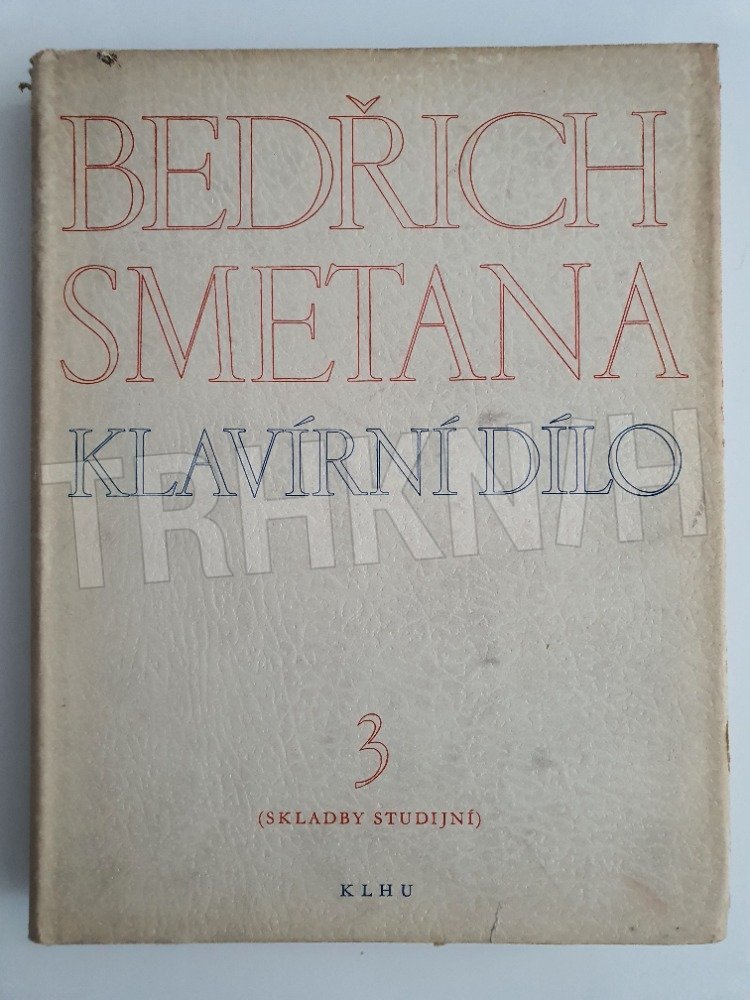 BEDŘICH
SMETANA
KLAVÍRNÍ DÍLO
TRHKNIH
3
(SKLADBY STUDIJNÍ)
KLHU